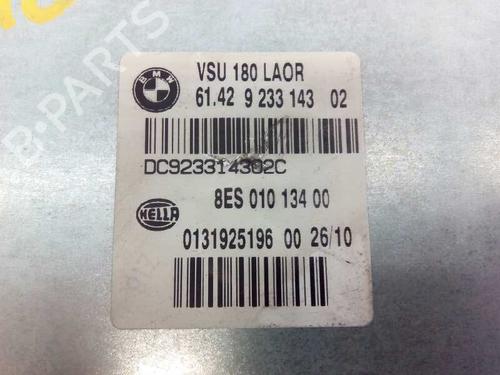 BMW
VSU 180 LAOR
61.42 9 233 143 02
DC923314302C
8ES 010 134 00
HELLA
0131925196 00 26/10
B-PARTS